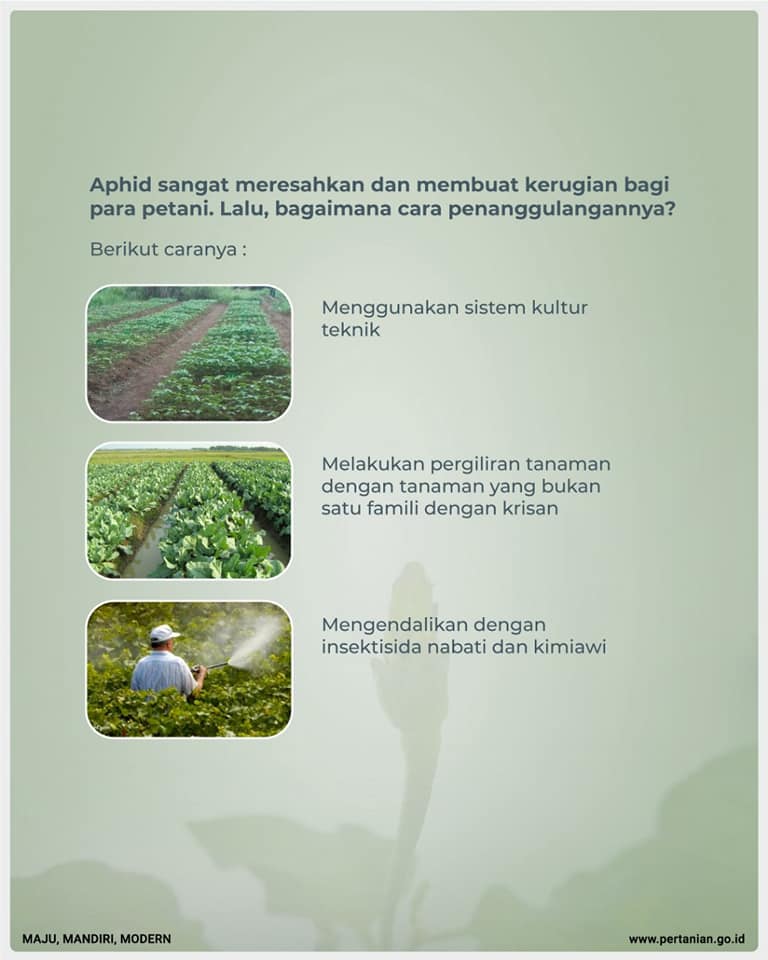 Aphid sangat meresahkan dan membuat kerugian bagi
para petani. Lalu, bagaimana cara penanggulangannya?
Berikut caranya :
Menggunakan sistem kultur
teknik
Melakukan pergiliran tanaman
dengan tanaman yang bukan
satu famili dengan krisan
Mengendalikan dengan
insektisida nabati dan kimiawi
MAJU, MANDIRI, MODERN
www.pertanian.go.id